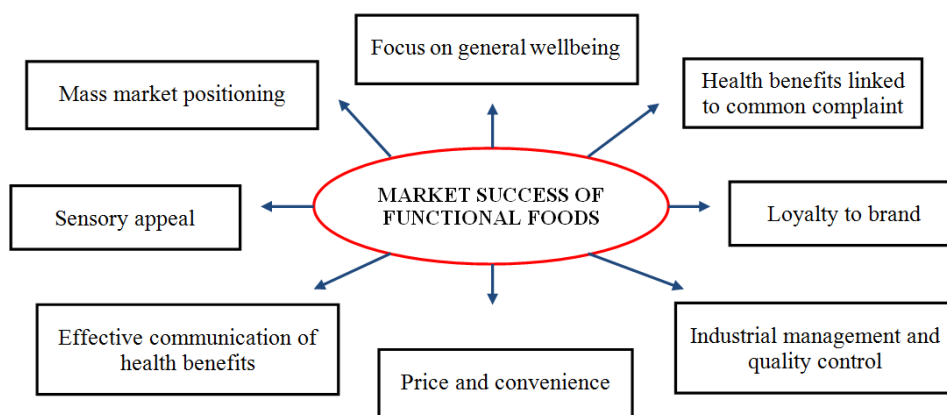 Focus on general wellbeing
Mass market positioning
Health benefits linked
to common complaint
MARKET SUCCESS OF
FUNCTIONAL FOODS
Sensory appeal
Loyalty to brand
Effective communication of
health benefits
Price and convenience
Industrial management and
quality control